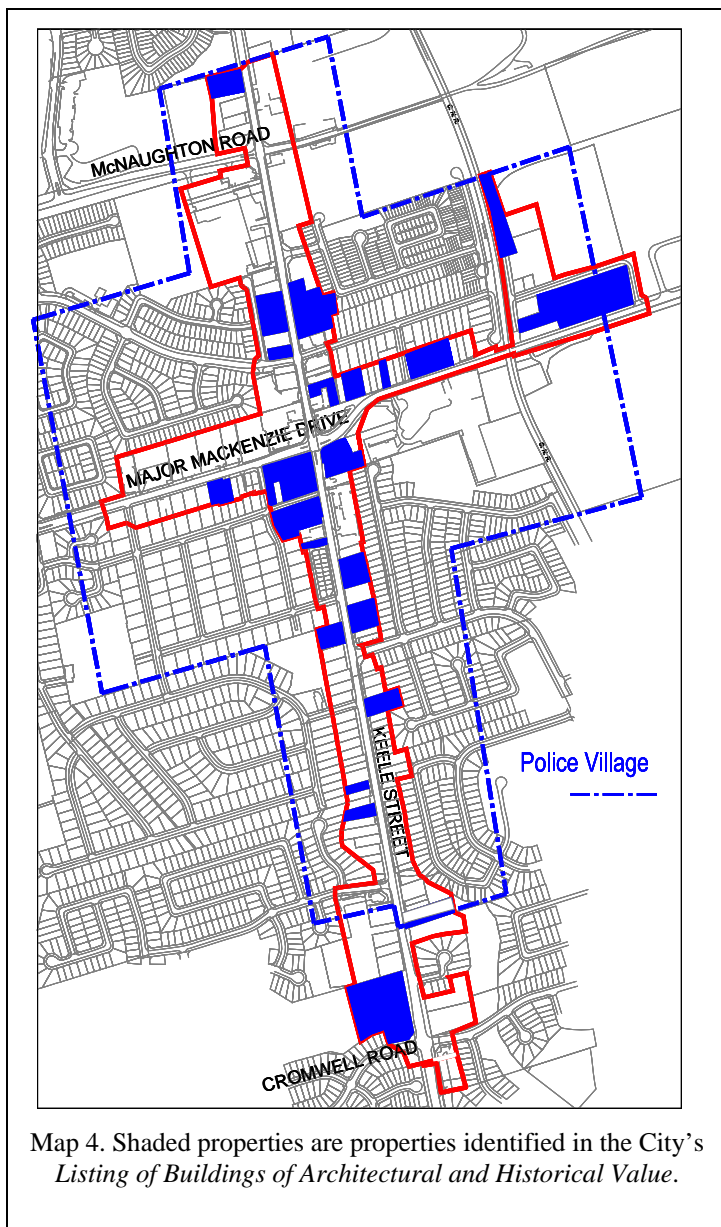 McNAUGHTON ROAD
C.N.R.
MAJOR MACKENZIE DRIVE
C.N.R.
Police Village
KEELE STREET
CROMWELL ROAD
Map 4. Shaded properties are properties identified in the City's
Listing of Buildings of Architectural and Historical Value.